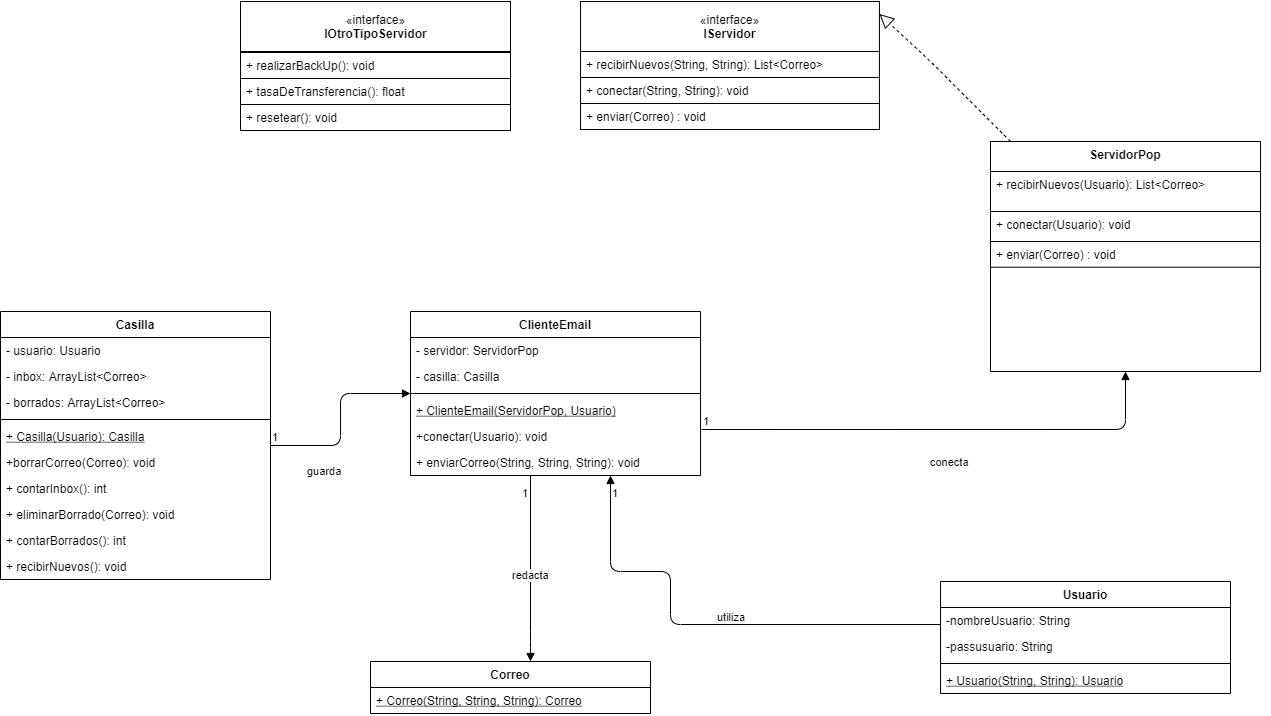 «interface»
IOtroTipoServidor
+ realizarBackUp(): void
+ tasaDeTransferencia(): float
+ resetear(): void
«interface»
IServidor
+ recibirNuevos(String, String): List<Correo>
+ conectar(String, String): void
+ enviar(Correo) : void
ServidorPop
+ recibirNuevos(Usuario): List<Correo>
+ conectar(Usuario): void
+ enviar(Correo) : void
Casilla
- usuario: Usuario
- inbox: ArrayList<Correo>
- borrados: ArrayList<Correo>
+ Casilla(Usuario): Casilla
+borrarCorreo(Correo): void
+ contarInbox(): int
+ eliminarBorrado(Correo): void
+ contarBorrados(): int
+ recibirNuevos(): void
1
guarda
ClienteEmail
- servidor: ServidorPop
- casilla: Casilla
+ ClienteEmail(ServidorPop, Usuario)
+conectar(Usuario): void
+ enviarCorreo(String, String, String): void
1
conecta
1
1
redacta
utiliza
Usuario
-nombreUsuario: String
-passusuario: String
+ Usuario(String, String): Usuario
Correo
+ Correo(String, String, String): Correo